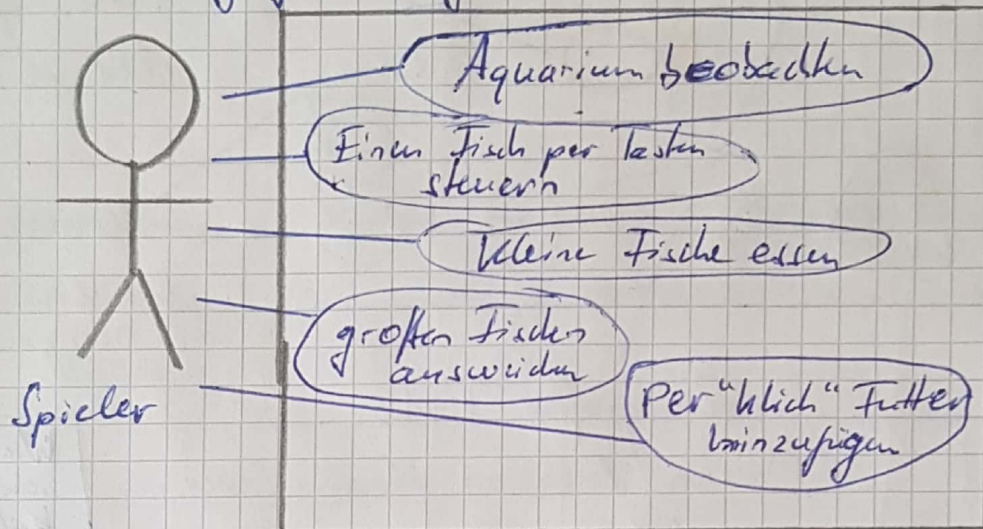 Aquarium beobachten
Einen Fisch per Tasten
steuern
Kleine Fische essen
großen Fischen
ausweichen
Per "klick" Futter
hinzufügen
Spieler